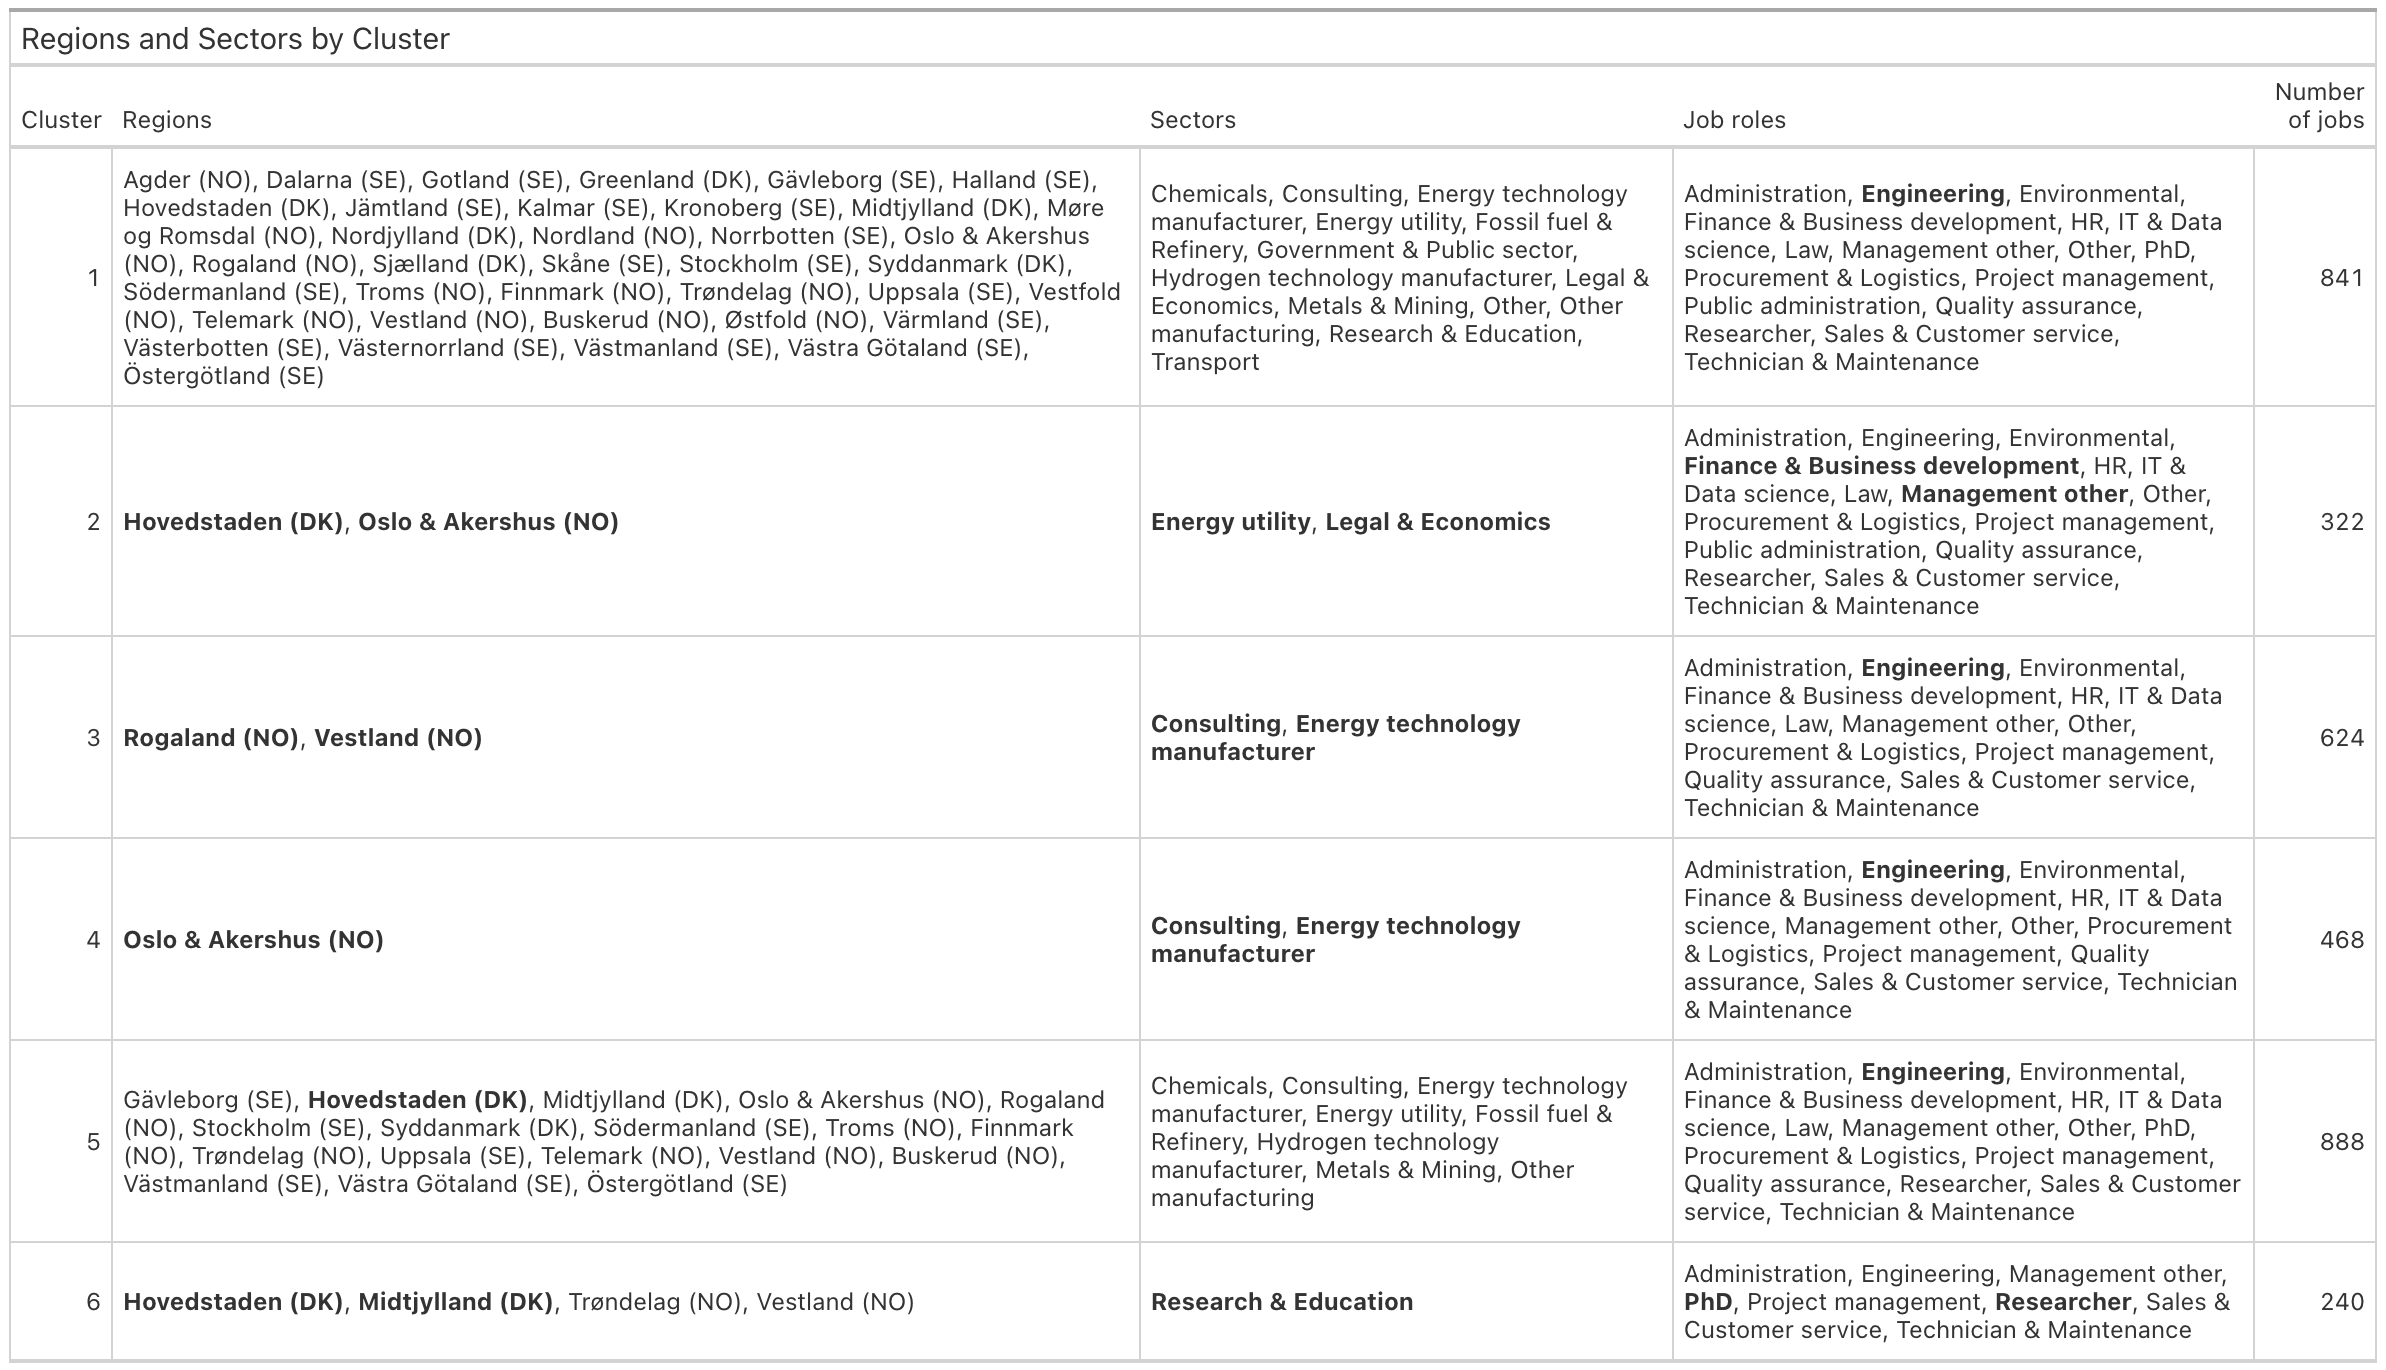 Regions and Sectors by Cluster
Cluster Regions Sectors Job roles Number of jobs
1
Agder (NO), Dalarna (SE), Gotland (SE), Greenland (DK), Gävleborg (SE), Halland (SE),
Hovedstaden (DK), Jämtland (SE), Kalmar (SE), Kronoberg (SE), Midtjylland (DK), Møre
og Romsdal (NO), Nordjylland (DK), Nordland (NO), Norrbotten (SE), Oslo & Akershus
(NO), Rogaland (NO), Sjælland (DK), Skåne (SE), Stockholm (SE), Syddanmark (DK),
Södermanland (SE), Troms (NO), Finnmark (NO), Trøndelag (NO), Uppsala (SE), Vestfold
(NO), Telemark (NO), Vestland (NO), Buskerud (NO), Østfold (NO), Värmland (SE),
Västerbotten (SE), Västernorrland (SE), Västmanland (SE), Västra Götaland (SE),
Östergötland (SE)
Chemicals, Consulting, Energy technology
manufacturer, Energy utility, Fossil fuel &
Refinery, Government & Public sector,
Hydrogen technology manufacturer, Legal &
Economics, Metals & Mining, Other, Other
manufacturing, Research & Education,
Transport
Administration, Engineering, Environmental,
Finance & Business development, HR, IT & Data
science, Law, Management other, Other, PhD,
Procurement & Logistics, Project management,
Public administration, Quality assurance,
Researcher, Sales & Customer service,
Technician & Maintenance
841
2
Hovedstaden (DK), Oslo & Akershus (NO)
Energy utility, Legal & Economics
Administration, Engineering, Environmental,
Finance & Business development, HR, IT &
Data science, Law, Management other, Other,
Procurement & Logistics, Project management,
Public administration, Quality assurance,
Researcher, Sales & Customer service,
Technician & Maintenance
322
3
Rogaland (NO), Vestland (NO)
Consulting, Energy technology
manufacturer
Administration, Engineering, Environmental,
Finance & Business development, HR, IT & Data
science, Law, Management other, Other,
Procurement & Logistics, Project management,
Quality assurance, Sales & Customer service,
Technician & Maintenance
624
4
Oslo & Akershus (NO)
Consulting, Energy technology
manufacturer
Administration, Engineering, Environmental,
Finance & Business development, HR, IT & Data
science, Management other, Other, Procurement
& Logistics, Project management, Quality
assurance, Sales & Customer service, Technician
& Maintenance
468
5
Gävleborg (SE), Hovedstaden (DK), Midtjylland (DK), Oslo & Akershus (NO), Rogaland
(NO), Stockholm (SE), Syddanmark (DK), Södermanland (SE), Troms (NO), Finnmark
(NO), Trøndelag (NO), Uppsala (SE), Telemark (NO), Vestland (NO), Buskerud (NO),
Västmanland (SE), Västra Götaland (SE), Östergötland (SE)
Chemicals, Consulting, Energy technology
manufacturer, Energy utility, Fossil fuel &
Refinery, Hydrogen technology
manufacturer, Metals & Mining, Other
manufacturing
Administration, Engineering, Environmental,
Finance & Business development, HR, IT & Data
science, Law, Management other, Other, PhD,
Procurement & Logistics, Project management,
Quality assurance, Researcher, Sales & Customer
service, Technician & Maintenance
888
6
Hovedstaden (DK), Midtjylland (DK), Trøndelag (NO), Vestland (NO)
Research & Education
Administration, Engineering, Management other,
PhD, Project management, Researcher, Sales &
Customer service, Technician & Maintenance
240